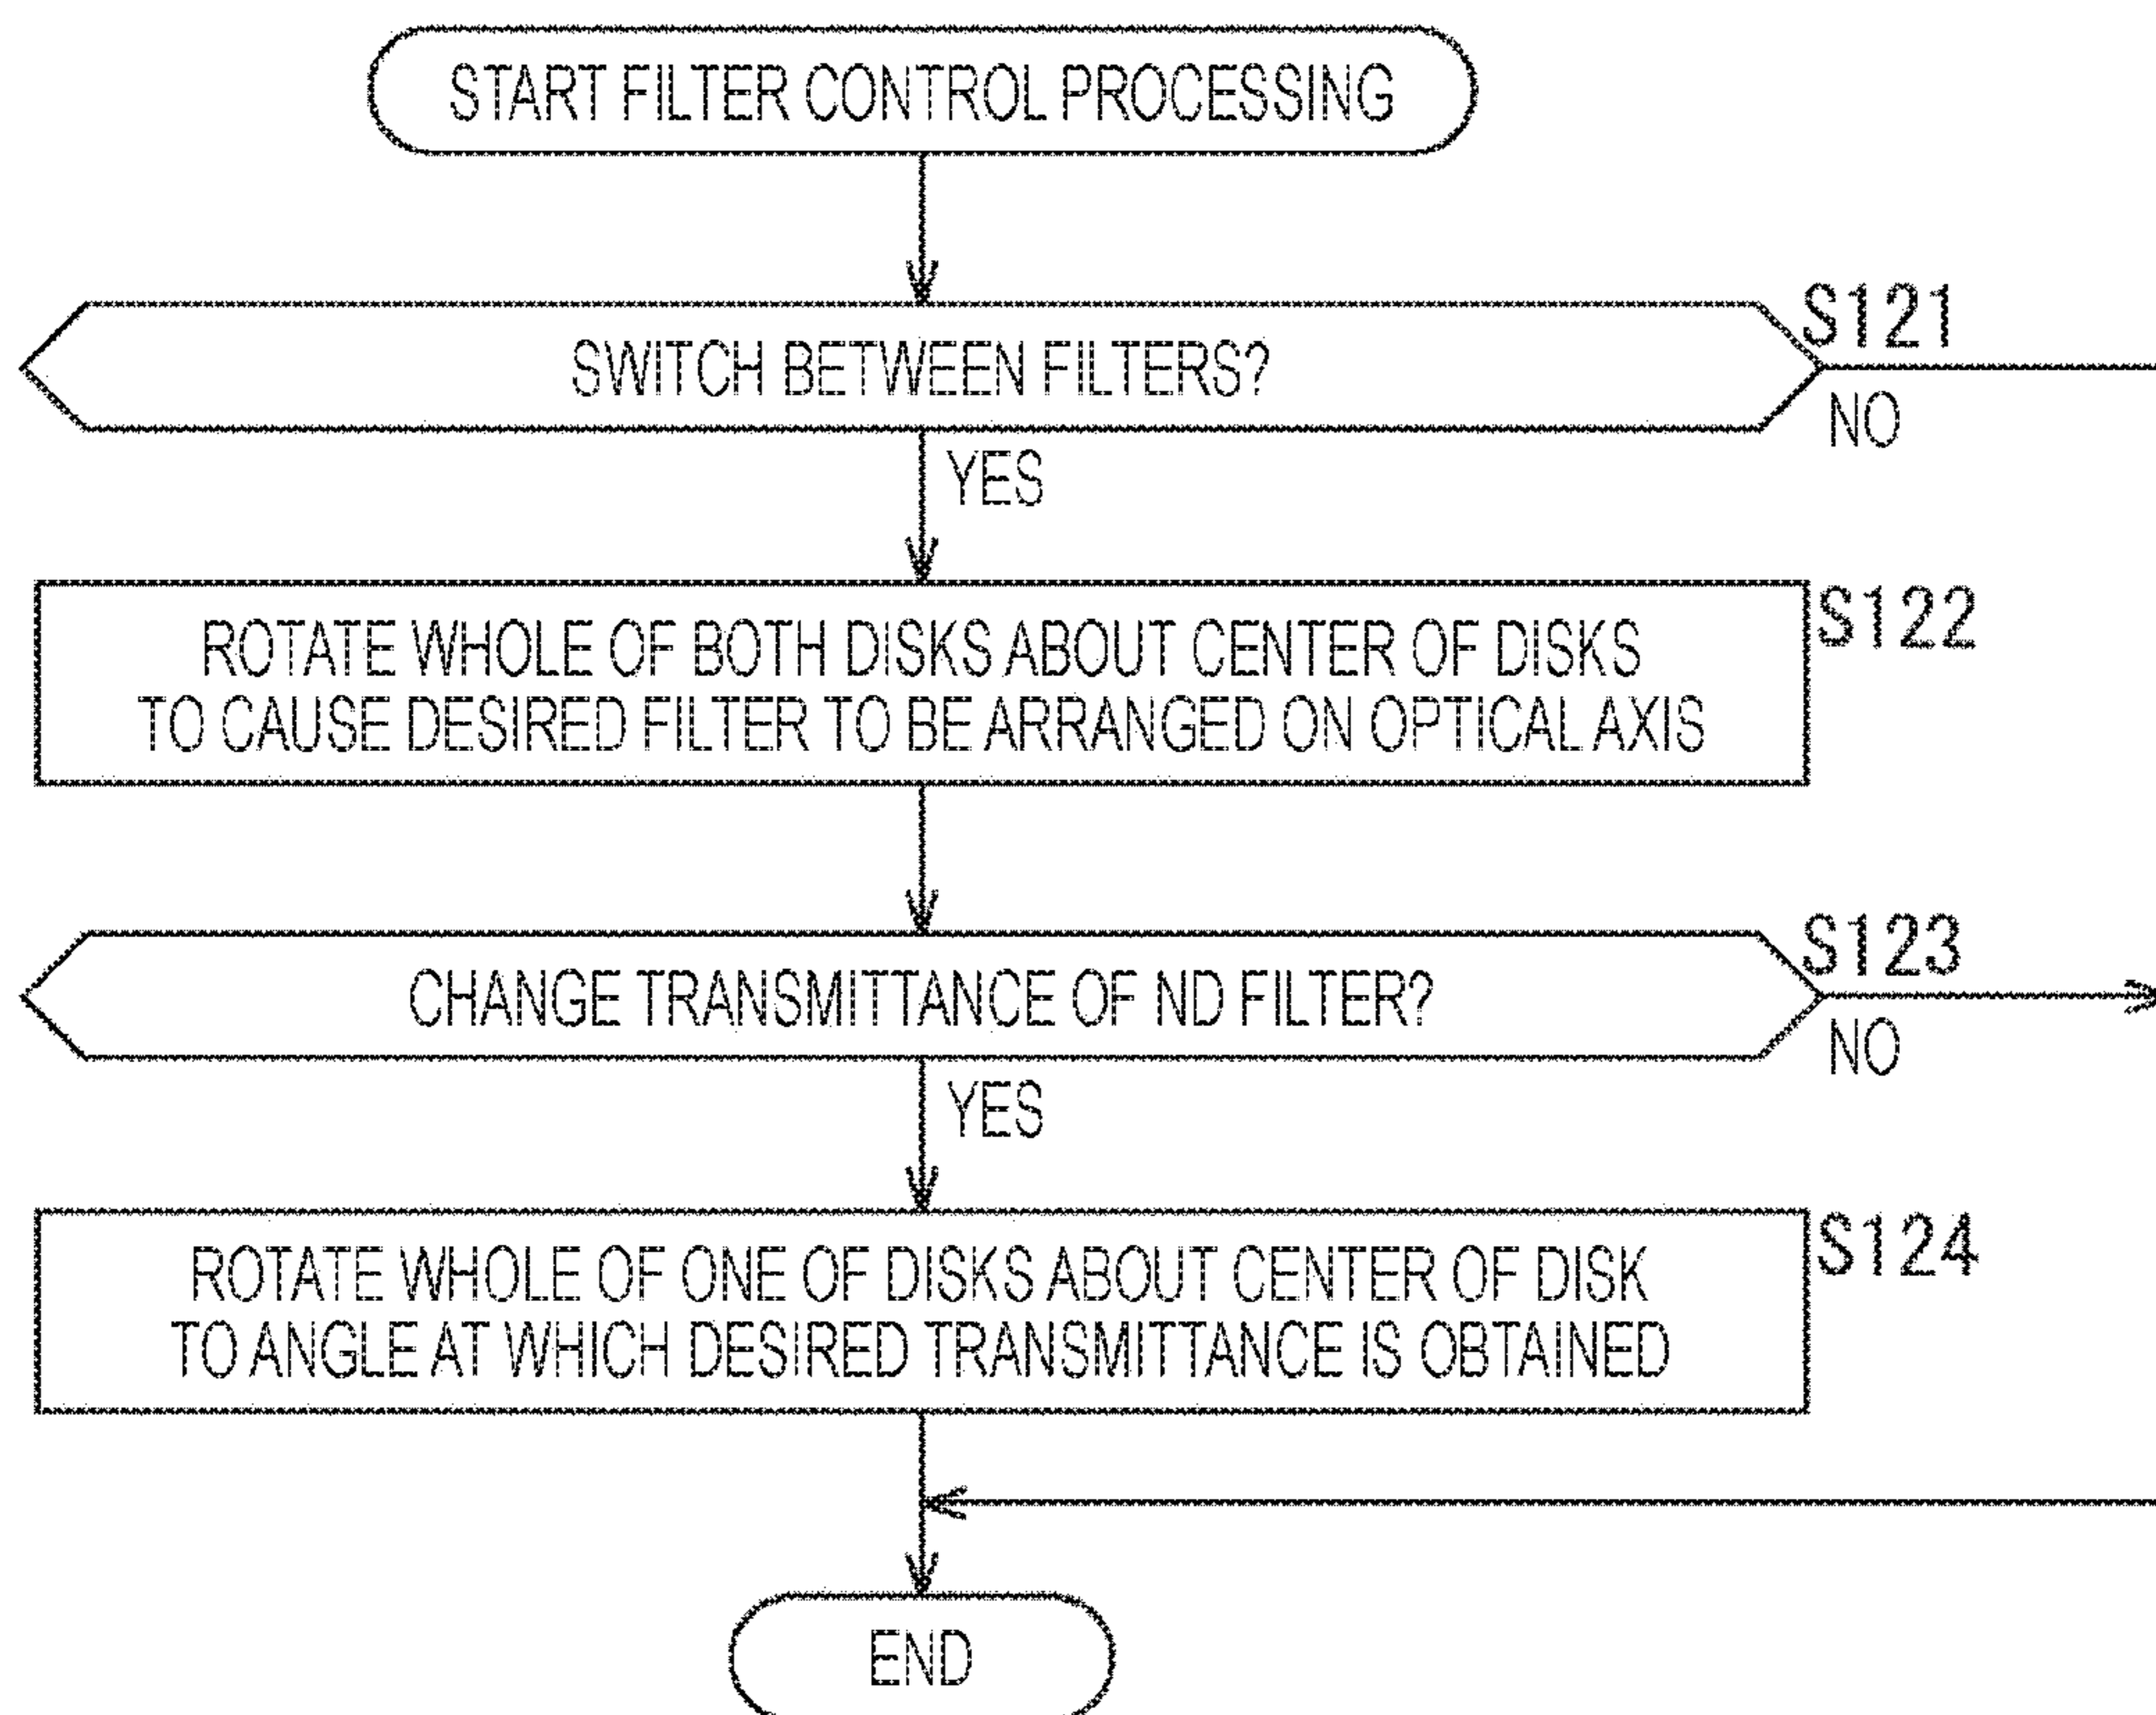 START FILTER CONTROL PROCESSING
SWITCH BETWEEN FILTERS?
S121
NO
YES
ROTATE WHOLE OF BOTH DISKS ABOUT CENTER OF DISKS
TO CAUSE DESIRED FILTER TO BE ARRANGED ON OPTICAL AXIS
S122
CHANGE TRANSMITTANCE OF ND FILTER?
S123
NO
YES
ROTATE WHOLE OF ONE OF DISKS ABOUT CENTER OF DISK
TO ANGLE AT WHICH DESIRED TRANSMITTANCE IS OBTAINED
S124
END